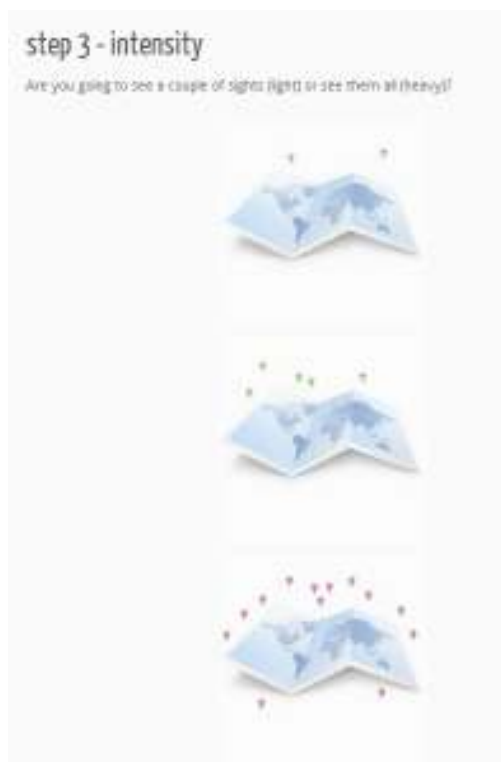 step 3 - intensity
Are you going to see a couple of sights (light) or see them all (heavy)?